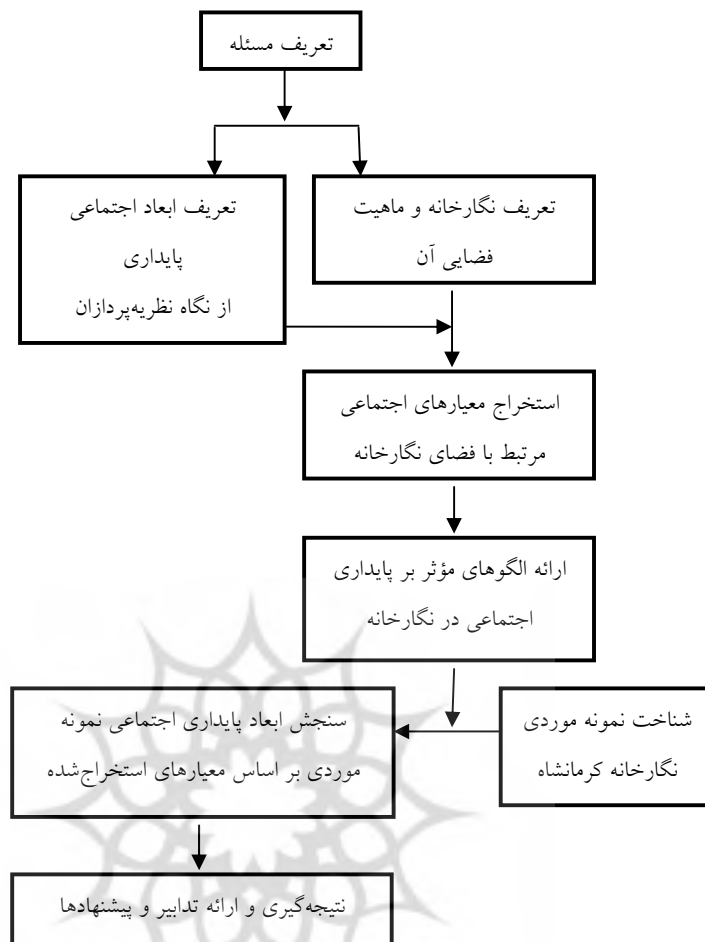 تعریف مسئله
تعریف نگارخانه و ماهیت
فضایی آن
تعریف ابعاد اجتماعی
پایداری
از نگاه نظریه‌پردازان
استخراج معیارهای اجتماعی
مرتبط با فضای نگارخانه
ارائه الگوهای مؤثر بر پایداری
اجتماعی در نگارخانه
شناخت نمونه موردی
نگارخانه کرمانشاه
سنجش ابعاد پایداری اجتماعی نمونه
موردی بر اساس معیارهای استخراج‌شده
نتیجه‌گیری و ارائه تدابیر و پیشنهادها